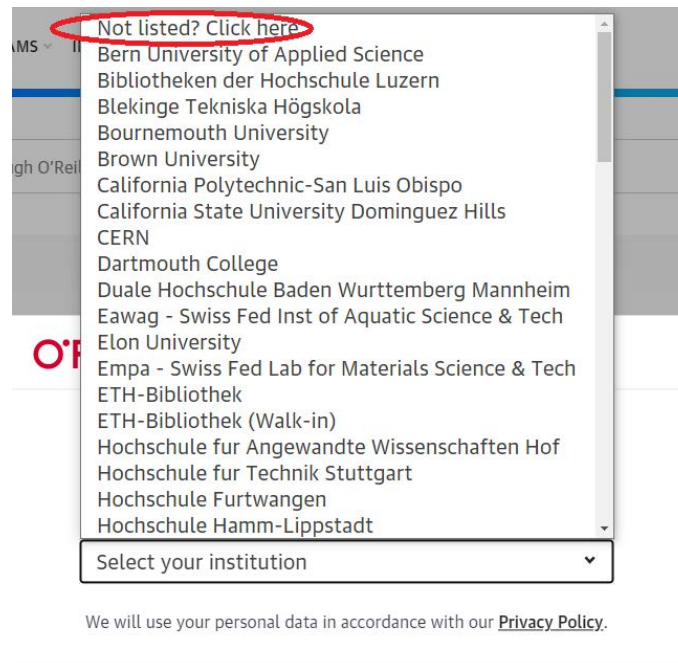 Not listed? Click here
AMS
Bern University of Applied Science
Bibliotheken der Hochschule Luzern
Blekinge Tekniska Högskola
Bournemouth University
Brown University
ugh O'Reil
California Polytechnic-San Luis Obispo
California State University Dominguez Hills
CERN
Dartmouth College
Duale Hochschule Baden Wurttemberg Mannheim
Eawag - Swiss Fed Inst of Aquatic Science & Tech
Elon University
O'
Empa - Swiss Fed Lab for Materials Science & Tech
ETH-Bibliothek
ETH-Bibliothek (Walk-in)
Hochschule fur Angewandte Wissenschaften Hof
Hochschule fur Technik Stuttgart
Hochschule Furtwangen
Hochschule Hamm-Lippstadt
Select your institution
We will use your personal data in accordance with our Privacy Policy.